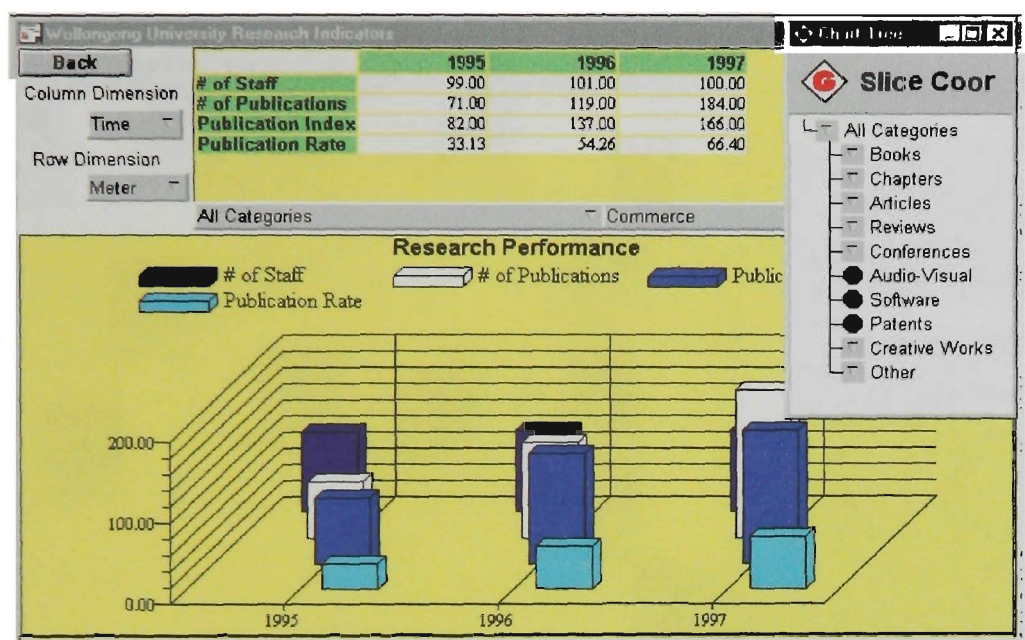 Wollongong University Research Indicators
Back
Column Dimension
Time
Row Dimension
Meter
1995 1996 1997
# of Staff 99.00 101.00 100.00
# of Publications 71.00 119.00 184.00
Publication Index 82.00 137.00 166.00
Publication Rate 33.13 54.26 66.40
All Categories Commerce
Research Performance
# of Staff # of Publications Public
Publication Rate
200.00
100.00
0.00
1995 1996 1997
Chart Tree
G Slice Coor
All Categories
Books
Chapters
Articles
Reviews
Conferences
Audio-Visual
Software
Patents
Creative Works
Other